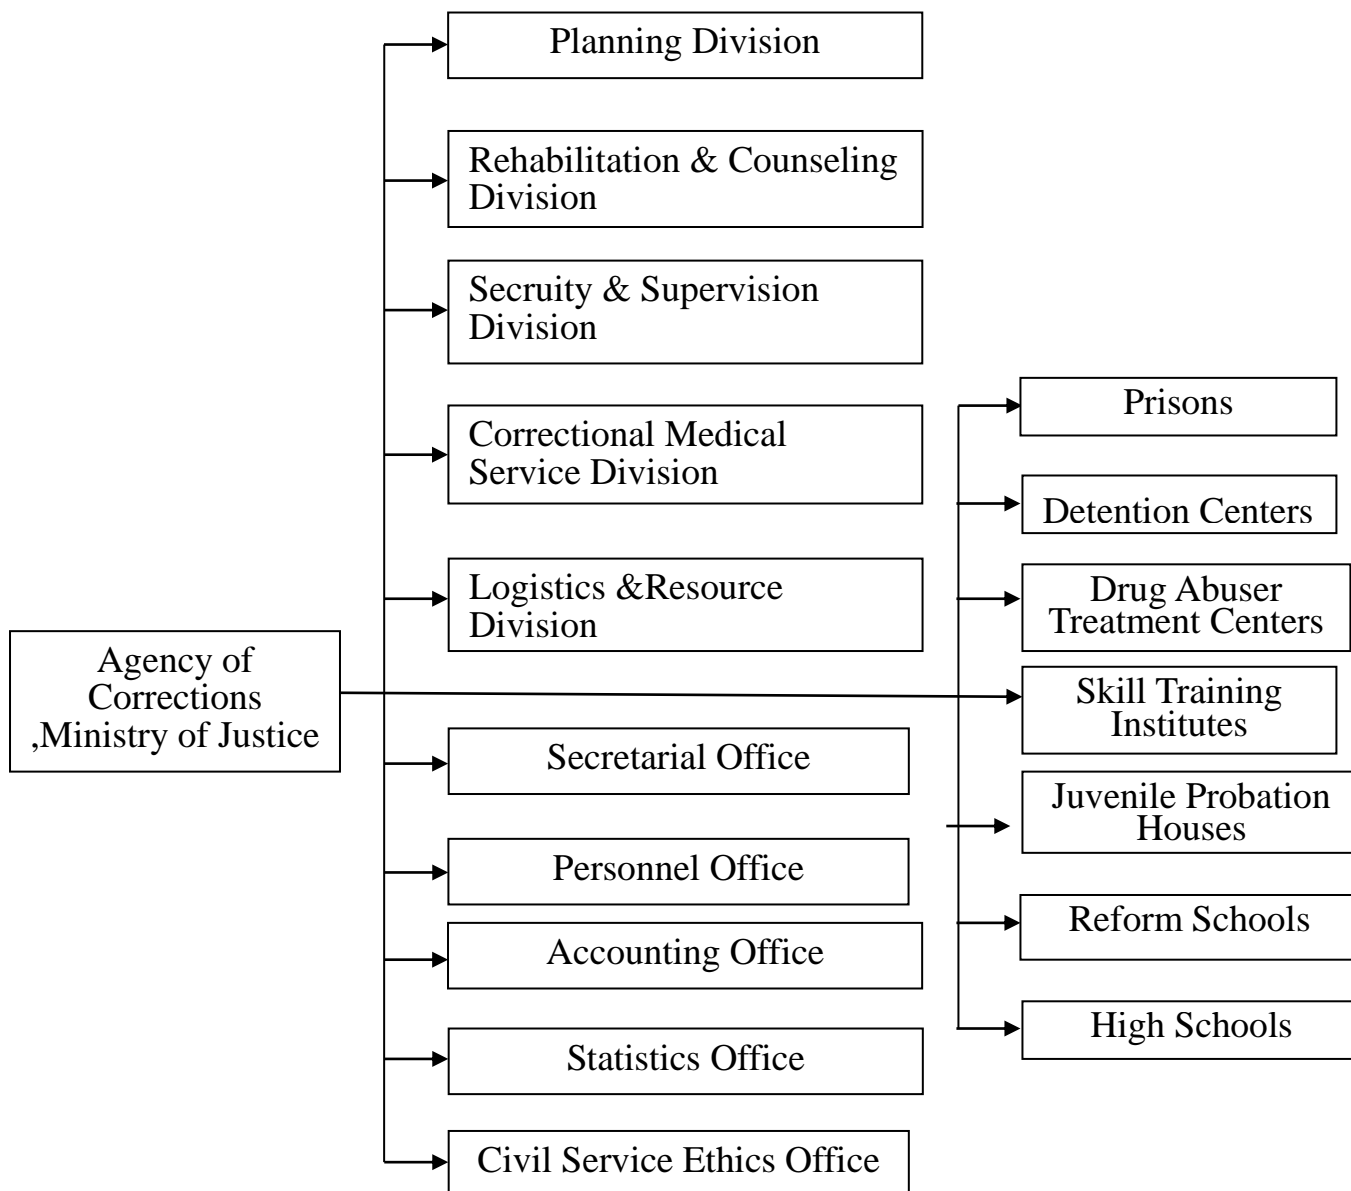 Planning Division
Rehabilitation & Counseling
Division
Secruity & Supervision
Division
Correctional Medical
Service Division
Logistics &Resource
Division
Agency of
Corrections
,Ministry of Justice
Secretarial Office
Personnel Office
Accounting Office
Statistics Office
Civil Service Ethics Office
Prisons
Detention Centers
Drug Abuser
Treatment Centers
Skill Training
Institutes
Juvenile Probation
Houses
Reform Schools
High Schools